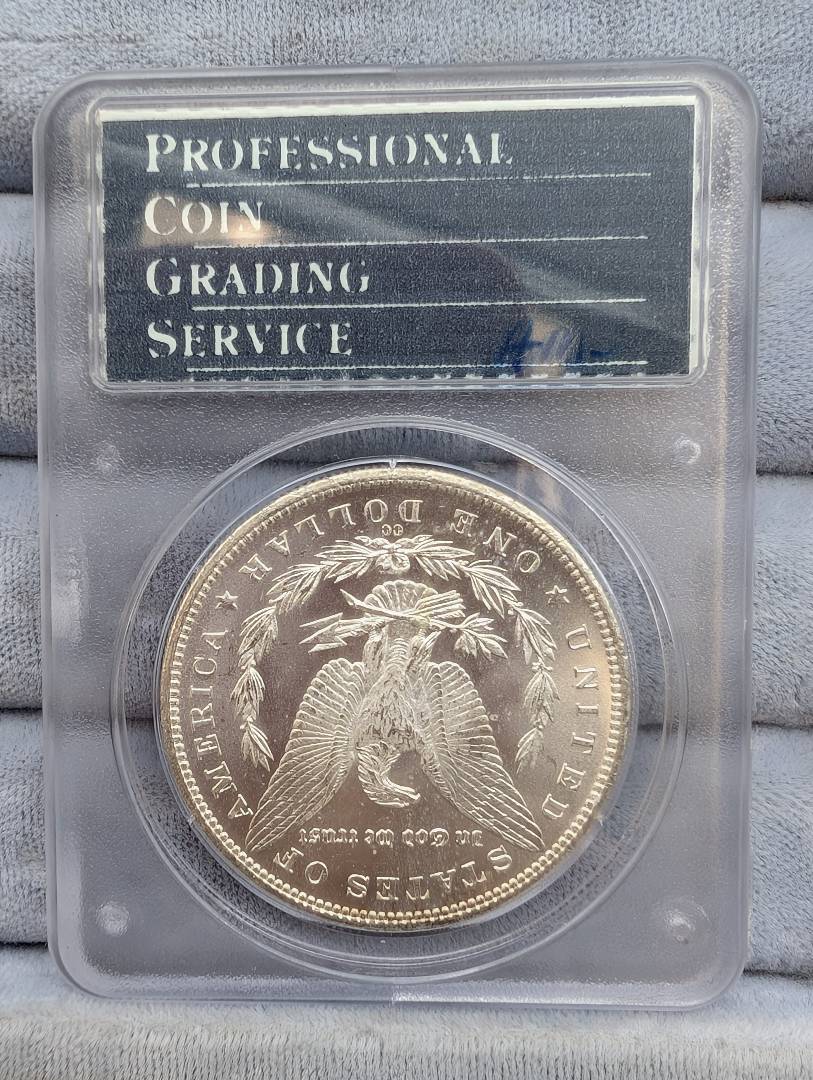 PROFESSIONAL
COIN
GRADING
SERVICE
UNITED STATES OF AMERICA
In God we trust
ONE DOLLAR
CC